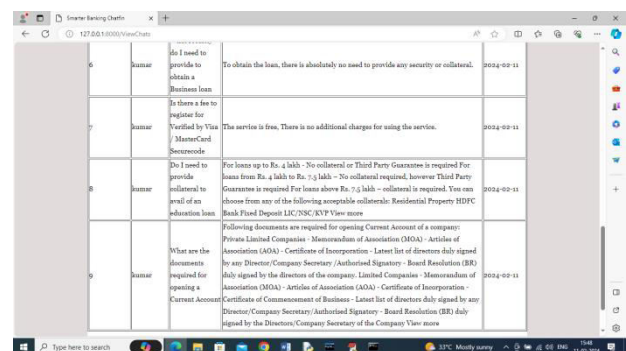 Smarter Banking Chatfin
127.0.0.1:8000/ViewChats
6
kumar
do I need to
provide to
obtain a
Business loan
To obtain the loan, there is absolutely no need to provide any security or collateral.
2024-02-11
7
kumar
Is there a fee to
register for
Verified by Visa
/ MasterCard
Securecode
The service is free, There is no additional charges for using the service.
2024-02-11
8
kumar
Do I need to
provide
collateral to
avail of an
education loan
For loans up to Rs. 4 lakh - No collateral or Third Party Guarantee is required For
loans from Rs. 4 lakh to Rs. 7.5 lakh – No collateral required, however Third Party
Guarantee is required For loans above Rs. 7.5 lakh – collateral is required. You can
choose from any of the following acceptable collaterals: Residential Property HDFC
Bank Fixed Deposit LIC/NSC/KVP View more
2024-02-11
9
kumar
What are the
documents
required for
opening a
Current Account
Following documents are required for opening Current Account of a company:
Private Limited Companies - Memorandum of Association (MOA) - Articles of
Association (AOA) - Certificate of Incorporation - Latest list of directors duly signed
by any Director/Company Secretary /Authorised Signatory - Board Resolution (BR)
duly signed by the directors of the company. Limited Companies - Memorandum of
Association (MOA) - Articles of Association (AOA) - Certificate of Incorporation -
Certificate of Commencement of Business - Latest list of directors duly signed by any
Director/Company Secretary/Authorised Signatory - Board Resolution (BR) duly
signed by the Directors/Company Secretary of the Company View more
2024-02-11
Type here to search
33°C Mostly sunny
ENG
15:48
11-02-2024